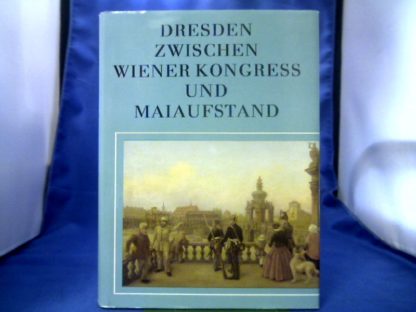 DRESDEN
ZWISCHEN
WIENER KONGRESS
UND
MAIAUFSTAND